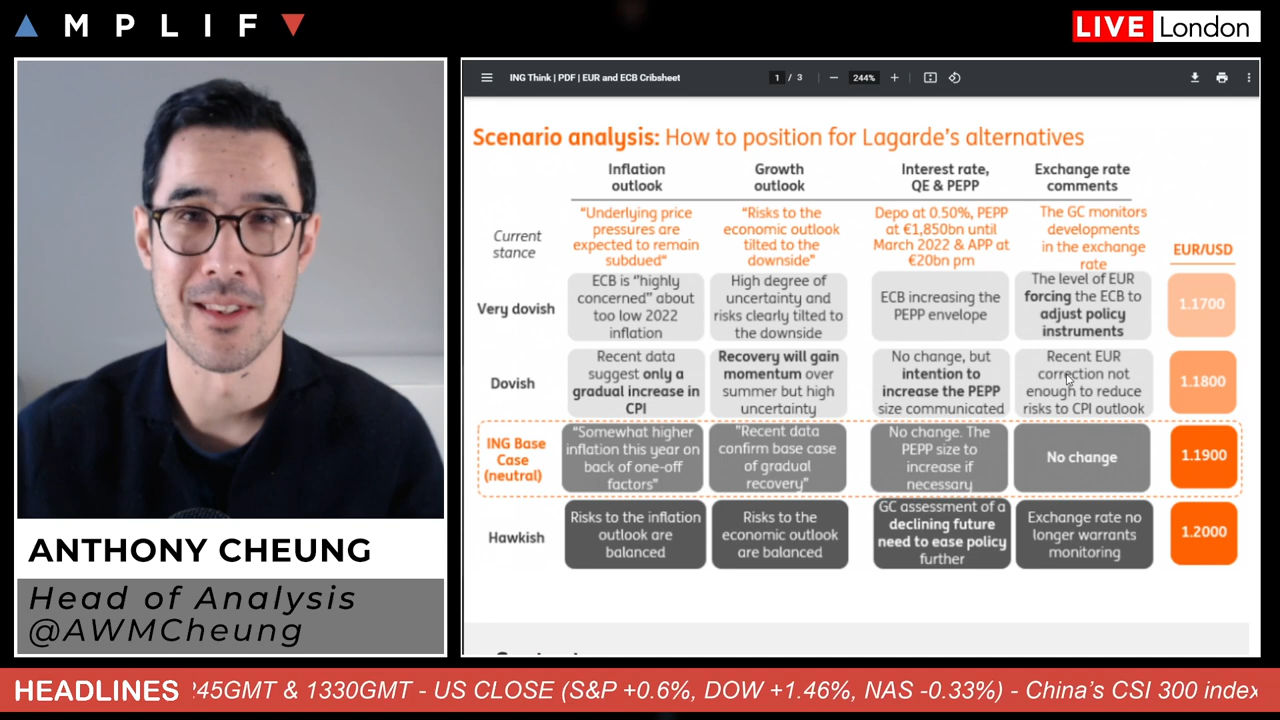 AMPLIFY
LIVE London
ING Think | PDF | EUR and ECB Cribsheet
1 / 3
244%
Scenario analysis: How to position for Lagarde's alternatives
Inflation
outlook
Growth
outlook
Interest rate,
QE & PEPP
Exchange rate
comments
Current
stance
"Underlying price
pressures are
expected to remain
subdued"
"Risks to the
economic outlook
tilted to the
downside"
Depo at 0.50%, PEPP
at €1,850bn until
March 2022 & APP at
€20bn pm
The GC monitors
developments
in the exchange
rate
EUR/USD
Very dovish
ECB is "highly
concerned" about
too low 2022
inflation
High degree of
uncertainty and
risks clearly tilted to
the downside
ECB increasing the
PEPP envelope
The level of EUR
forcing the ECB to
adjust policy
instruments
1.1700
Dovish
Recent data
suggest only a
gradual increase in
CPI
Recovery will gain
momentum over
summer but high
uncertainty
No change, but
intention to
increase the PEPP
size communicated
Recent EUR
correction not
enough to reduce
risks to CPI outlook
1.1800
ING Base
Case
(neutral)
"Somewhat higher
inflation this year on
back of one-off
factors"
"Recent data
confirm base case
of gradual
recovery"
No change. The
PEPP size to
increase if
necessary
No change
1.1900
Hawkish
Risks to the inflation
outlook are
balanced
Risks to the
economic outlook
are balanced
GC assessment of a
declining future
need to ease policy
further
Exchange rate no
longer warrants
monitoring
1.2000
ANTHONY CHEUNG
Head of Analysis
@AWMCheung
HEADLINES 45GMT & 1330GMT - US CLOSE (S&P +0.6%, DOW +1.46%, NAS -0.33%) - China's CSI 300 index